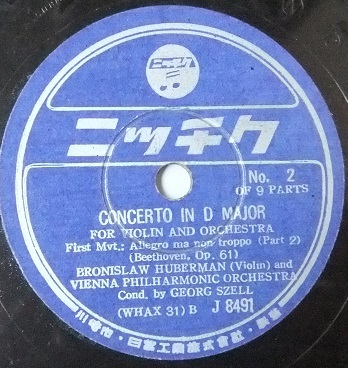 ニッチク
ニッチク
No. 2
OF 9 PARTS
CONCERTO IN D MAJOR
FOR VIOLIN AND ORCHESTRA
First Mvt.: Allegro ma non troppo (Part 2)
(Beethoven, Op. 61)
BRONISLAW HUBERMAN (Violin) and
VIENNA PHILHARMONIC ORCHESTRA
Cond. by GEORG SZELL
(WHAX 31) B J 8491
川崎市・日蓄工業株式會社・